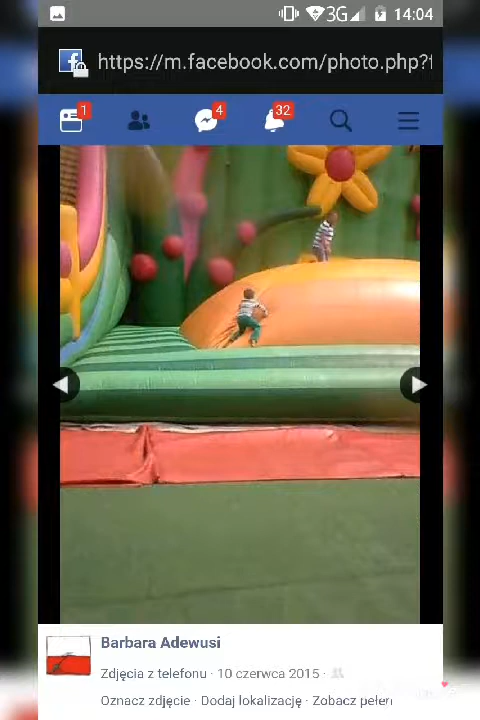 3G 14:04
https://m.facebook.com/photo.php?f
1 4 32
Barbara Adewusi
Zdjęcia z telefonu · 10 czerwca 2015 ·
Oznacz zdjęcie · Dodaj lokalizację · Zobacz pełen